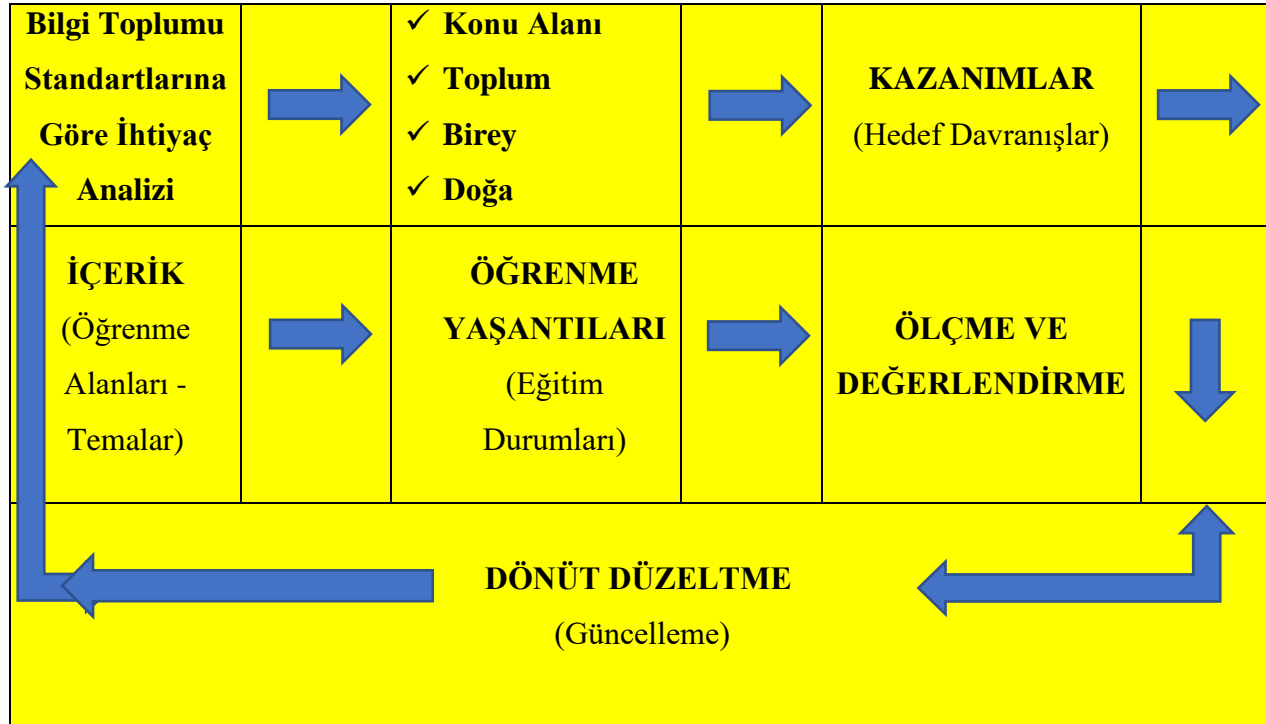 Bilgi Toplumu
Standartlarına
Göre İhtiyaç
Analizi
✓ Konu Alanı
✓ Toplum
✓ Birey
✓ Doğa
KAZANIMLAR
(Hedef Davranışlar)
İÇERİK
(Öğrenme
Alanları -
Temalar)
ÖĞRENME
YAŞANTILARI
(Eğitim
Durumları)
ÖLÇME VE
DEĞERLENDİRME
DÖNÜT DÜZELTME
(Güncelleme)